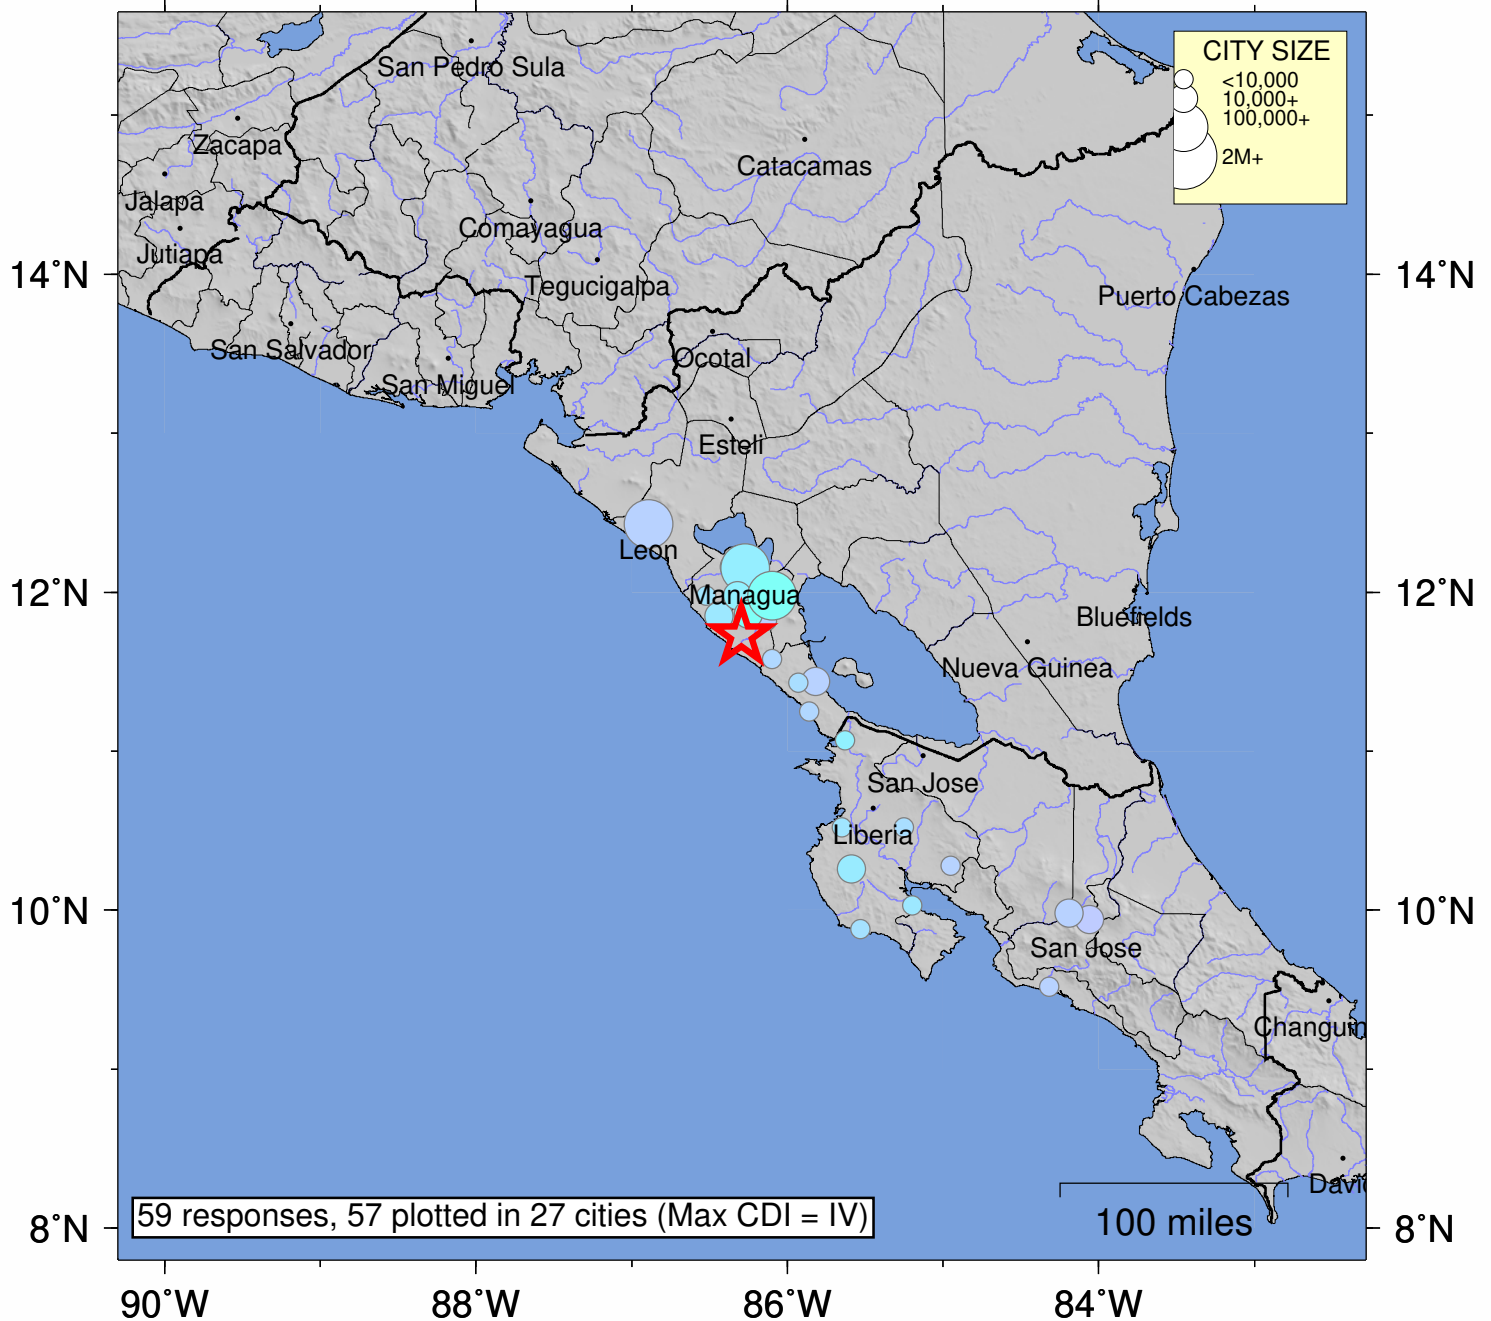 CITY SIZE
<10,000
10,000+
100,000+
2M+
San Pedro Sula
Zacapa
Catacamas
Jalapa
Comayagua
Jutiapa
14°N
14°N
Tegucigalpa
Puerto Cabezas
San Salvador
Ocotal
San Miguel
Esteli
Leon
12°N
Managua
12°N
Bluefields
Nueva Guinea
San Jose
Liberia
10°N
10°N
San Jose
Changuin
David
59 responses, 57 plotted in 27 cities (Max CDI = IV)
100 miles
8°N
8°N
90°W
88°W
86°W
84°W